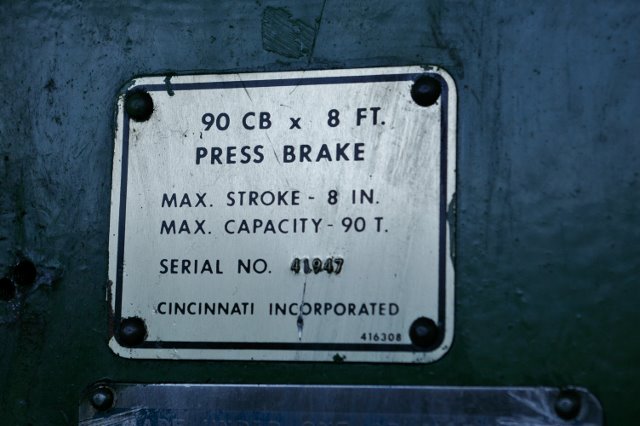 90 CB x 8 FT.
PRESS BRAKE
MAX. STROKE - 8 IN.
MAX. CAPACITY - 90 T.
SERIAL NO. 41947
CINCINNATI INCORPORATED
416308